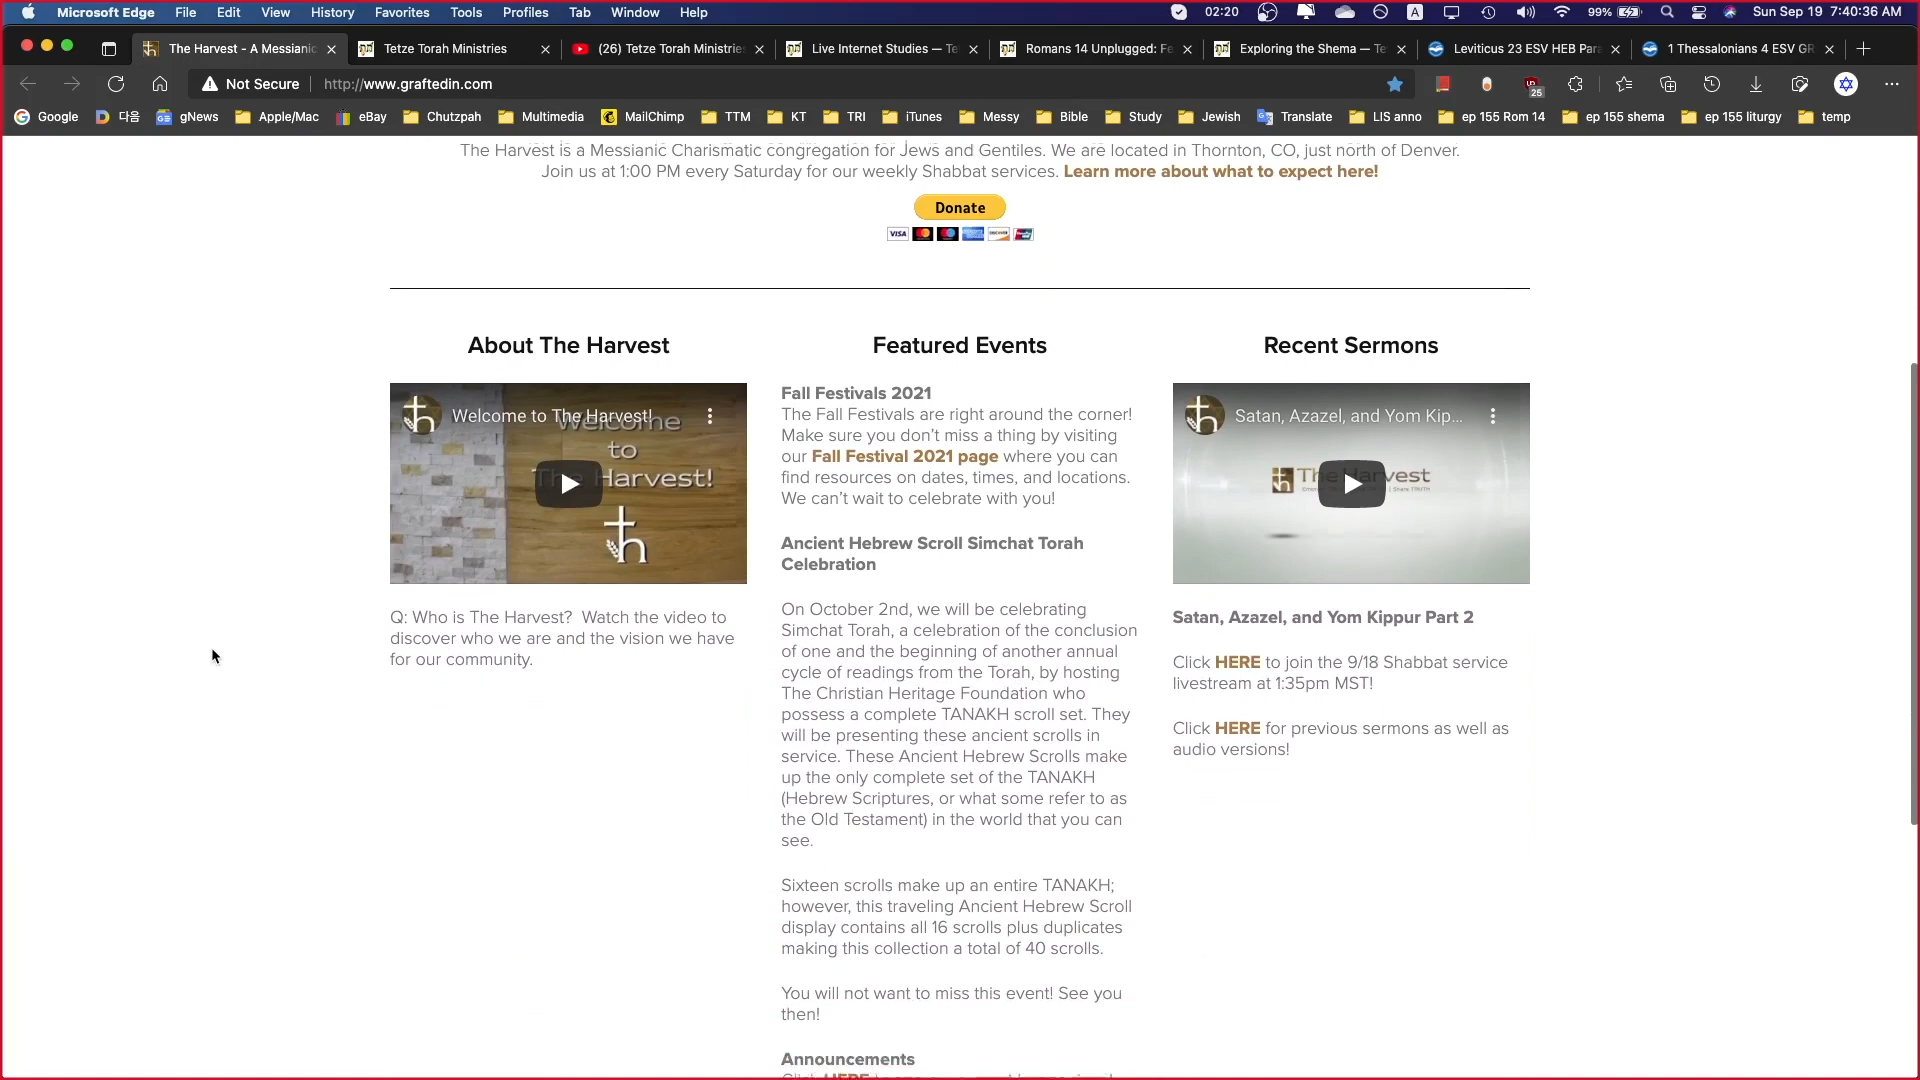 Microsoft Edge File Edit View History Favorites Tools Profiles Tab Window Help 02:20 A 99% Sun Sep 19 7:40:36 AM
The Harvest - A Messianic Tetze Torah Ministries (26) Tetze Torah Ministries Live Internet Studies — Te Romans 14 Unplugged: Fe Exploring the Shema — Te Leviticus 23 ESV HEB Para 1 Thessalonians 4 ESV GR
Not Secure http://www.graftedin.com 25
Google 다음 gNews Apple/Mac eBay Chutzpah Multimedia MailChimp TTM KT TRI iTunes Messy Bible Study Jewish Translate LIS anno ep 155 Rom 14 ep 155 shema ep 155 liturgy temp
The Harvest is a Messianic Charismatic congregation for Jews and Gentiles. We are located in Thornton, CO, just north of Denver.
Join us at 1:00 PM every Saturday for our weekly Shabbat services. Learn more about what to expect here!
Donate
VISA
About The Harvest
Welcome to The Harvest!
Welcome
to
The Harvest!
Q: Who is The Harvest? Watch the video to
discover who we are and the vision we have
for our community.
Featured Events
Fall Festivals 2021
The Fall Festivals are right around the corner!
Make sure you don't miss a thing by visiting
our Fall Festival 2021 page where you can
find resources on dates, times, and locations.
We can't wait to celebrate with you!
Ancient Hebrew Scroll Simchat Torah
Celebration
On October 2nd, we will be celebrating
Simchat Torah, a celebration of the conclusion
of one and the beginning of another annual
cycle of readings from the Torah, by hosting
The Christian Heritage Foundation who
possess a complete TANAKH scroll set. They
will be presenting these ancient scrolls in
service. These Ancient Hebrew Scrolls make
up the only complete set of the TANAKH
(Hebrew Scriptures, or what some refer to as
the Old Testament) in the world that you can
see.
Sixteen scrolls make up an entire TANAKH;
however, this traveling Ancient Hebrew Scroll
display contains all 16 scrolls plus duplicates
making this collection a total of 40 scrolls.
You will not want to miss this event! See you
then!
Announcements
Recent Sermons
Satan, Azazel, and Yom Kip...
The Harvest
Satan, Azazel, and Yom Kippur Part 2
Click HERE to join the 9/18 Shabbat service
livestream at 1:35pm MST!
Click HERE for previous sermons as well as
audio versions!